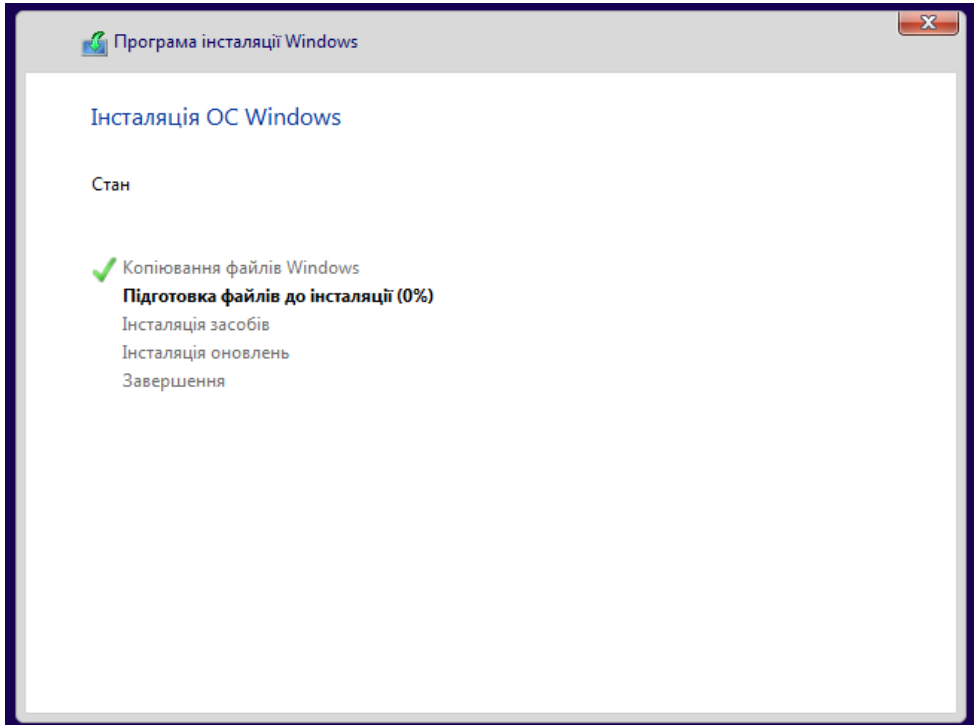 Програма інсталяції Windows
Інсталяція ОС Windows
Стан
Копіювання файлів Windows
Підготовка файлів до інсталяції (0%)
Інсталяція засобів
Інсталяція оновлень
Завершення